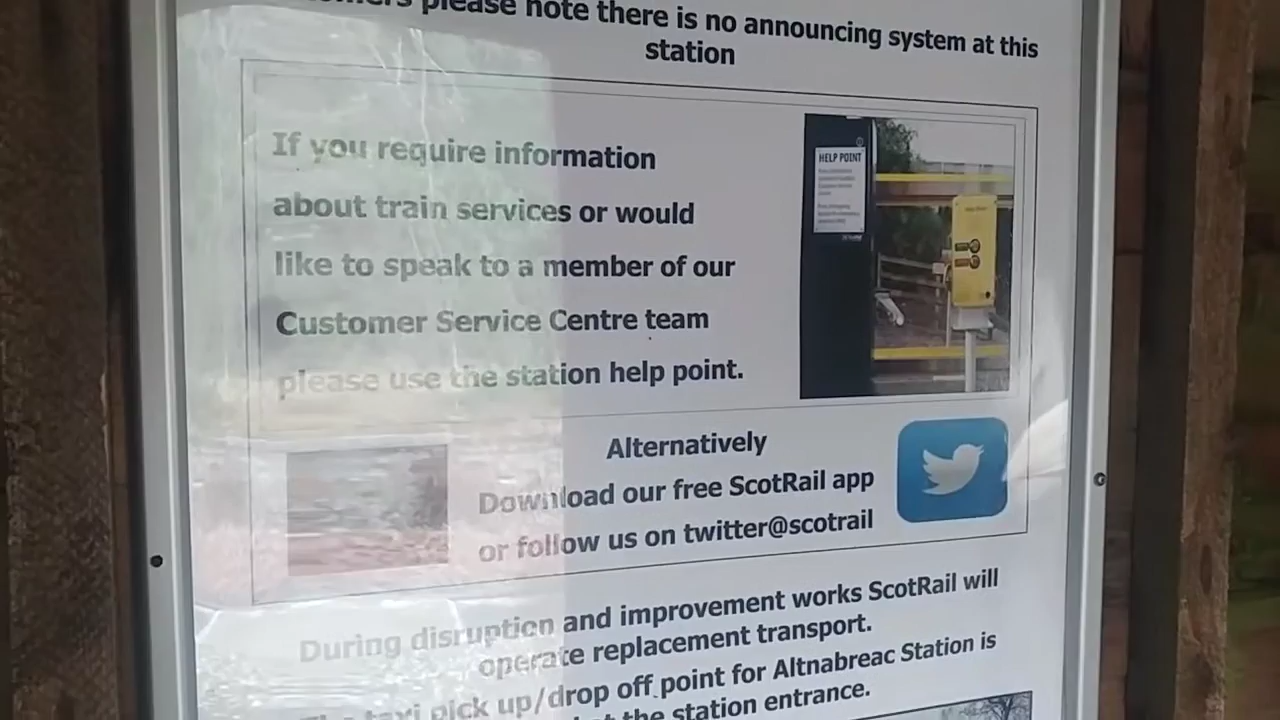 please note there is no announcing system at this
station
If you require information
about train services or would
like to speak to a member of our
Customer Service Centre team
please use the station help point.
HELP POINT
Alternatively
Download our free ScotRail app
or follow us on twitter@scotrail
During disruption and improvement works ScotRail will
operate replacement transport.
The taxi pick up/drop off point for Altnabreac Station is
the station entrance.